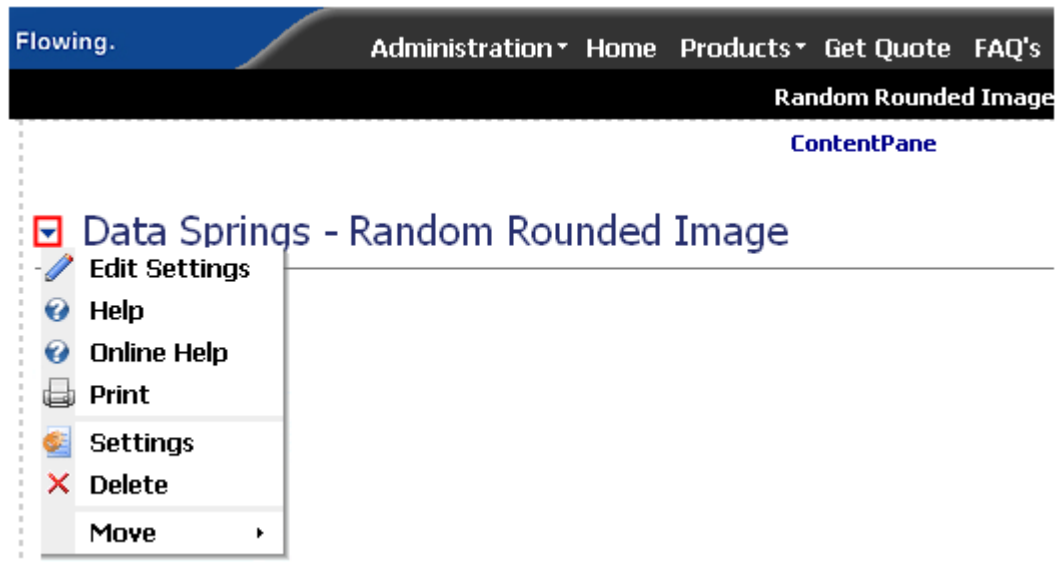 Flowing.
Administration Home Products Get Quote FAQ's
Random Rounded Image
ContentPane
Data Springs - Random Rounded Image
Edit Settings
Help
Online Help
Print
Settings
Delete
Move